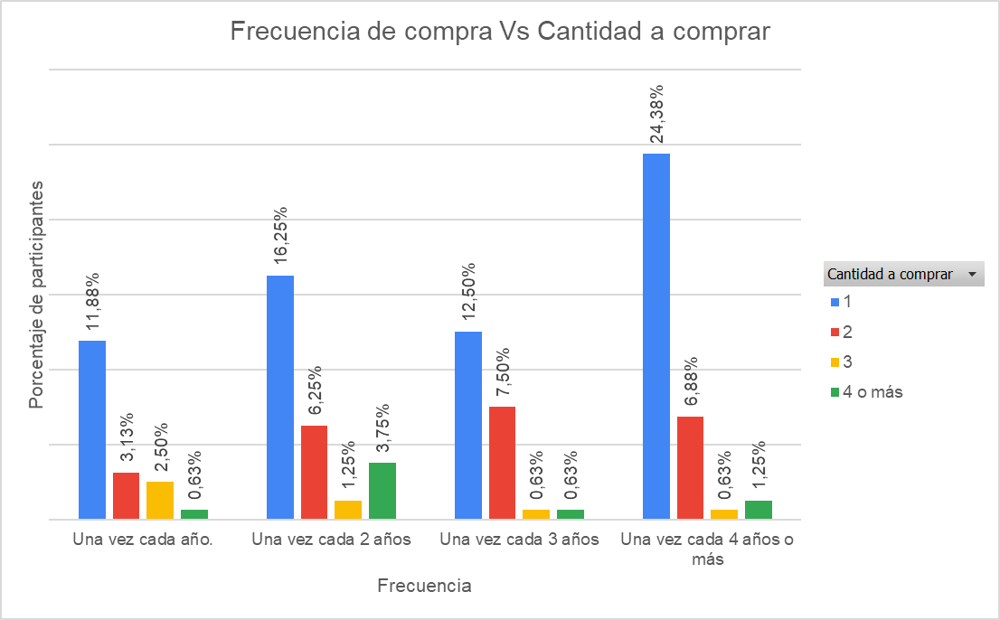 Frecuencia de compra Vs Cantidad a comprar
Porcentaje de participantes
11,88%
3,13%
2,50%
0,63%
16,25%
6,25%
1,25%
3,75%
12,50%
7,50%
0,63%
0,63%
24,38%
6,88%
0,63%
1,25%
Una vez cada año.
Una vez cada 2 años
Una vez cada 3 años
Una vez cada 4 años o
más
Frecuencia
Cantidad a comprar
1
2
3
4 o más